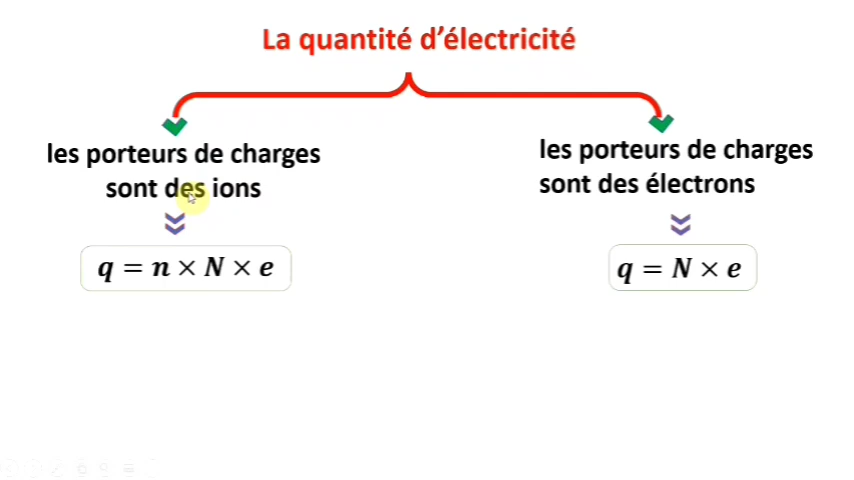 La quantité d’électricité
les porteurs de charges
sont des ions
q = n × N × e
les porteurs de charges
sont des électrons
q = N × e